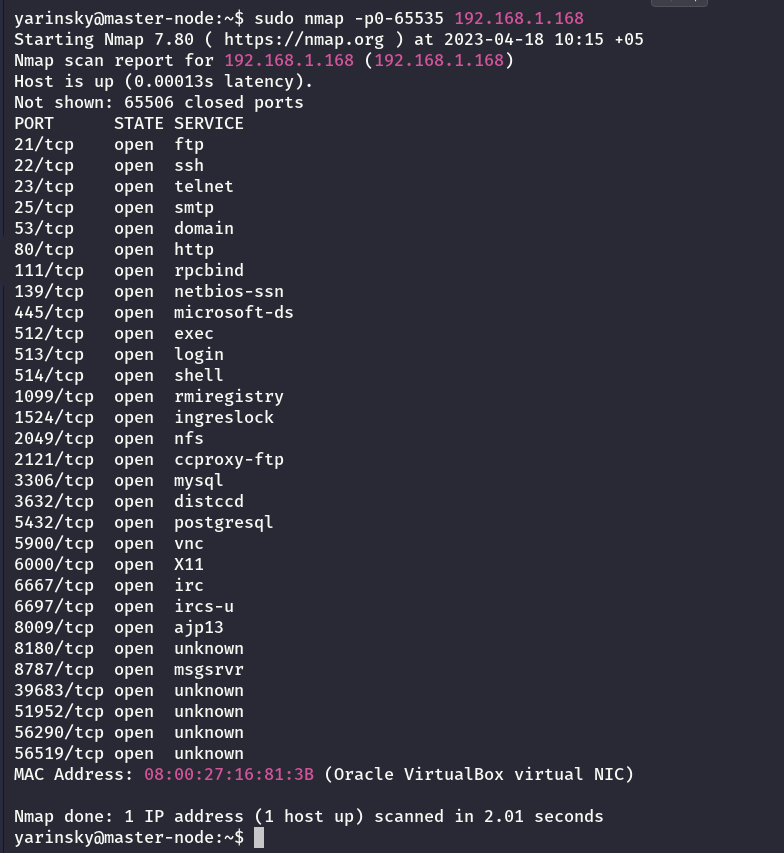 yarinsky@master-node:~$ sudo nmap -p0-65535 192.168.1.168
Starting Nmap 7.80 ( https://nmap.org ) at 2023-04-18 10:15 +05
Nmap scan report for 192.168.1.168 (192.168.1.168)
Host is up (0.00013s latency).
Not shown: 65506 closed ports
PORT      STATE SERVICE
21/tcp    open  ftp
22/tcp    open  ssh
23/tcp    open  telnet
25/tcp    open  smtp
53/tcp    open  domain
80/tcp    open  http
111/tcp   open  rpcbind
139/tcp   open  netbios-ssn
445/tcp   open  microsoft-ds
512/tcp   open  exec
513/tcp   open  login
514/tcp   open  shell
1099/tcp  open  rmiregistry
1524/tcp  open  ingreslock
2049/tcp  open  nfs
2121/tcp  open  ccproxy-ftp
3306/tcp  open  mysql
3632/tcp  open  distccd
5432/tcp  open  postgresql
5900/tcp  open  vnc
6000/tcp  open  X11
6667/tcp  open  irc
6697/tcp  open  ircs-u
8009/tcp  open  ajp13
8180/tcp  open  unknown
8787/tcp  open  msgsrvr
39683/tcp open  unknown
51952/tcp open  unknown
56290/tcp open  unknown
56519/tcp open  unknown
MAC Address: 08:00:27:16:81:3B (Oracle VirtualBox virtual NIC)
Nmap done: 1 IP address (1 host up) scanned in 2.01 seconds
yarinsky@master-node:~$